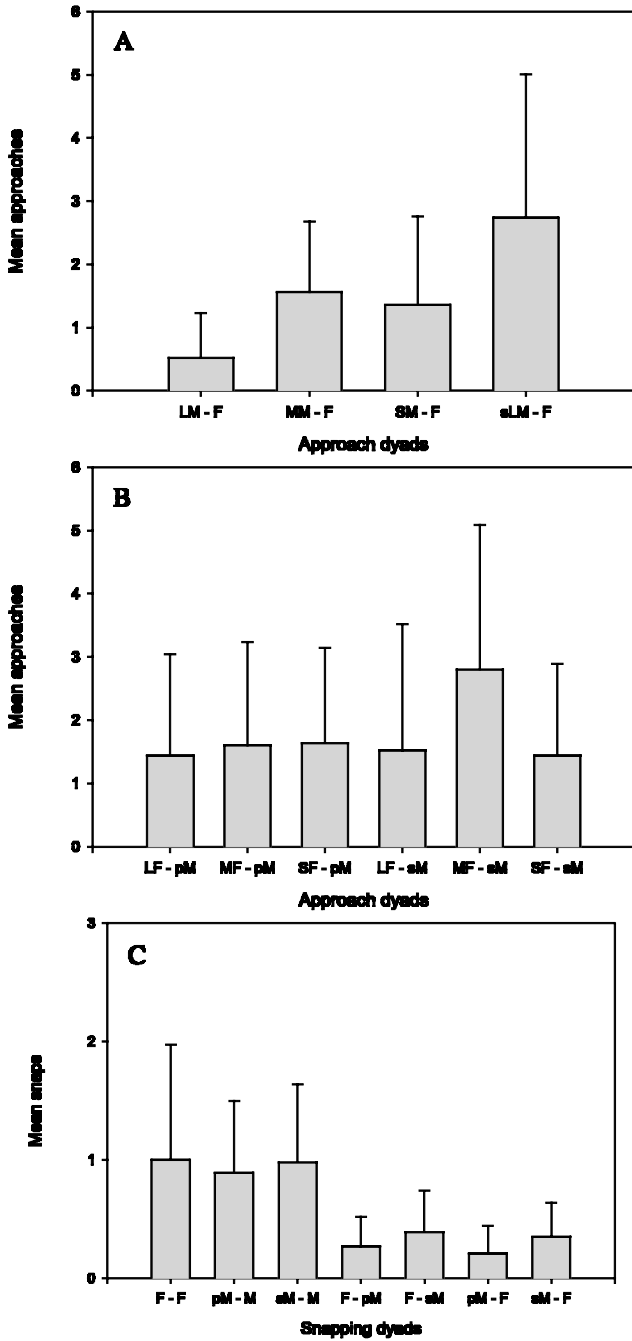 A
Mean approaches
6
5
4
3
2
1
0
LM - F MM - F SM - F sLM - F
Approach dyads
B
Mean approaches
6
5
4
3
2
1
0
LF - pM MF - pM SF - pM LF - sM MF - sM SF - sM
Approach dyads
C
Mean snaps
3
2
1
0
F - F pM - M sM - M F - pM F - sM pM - F sM - F
Snapping dyads